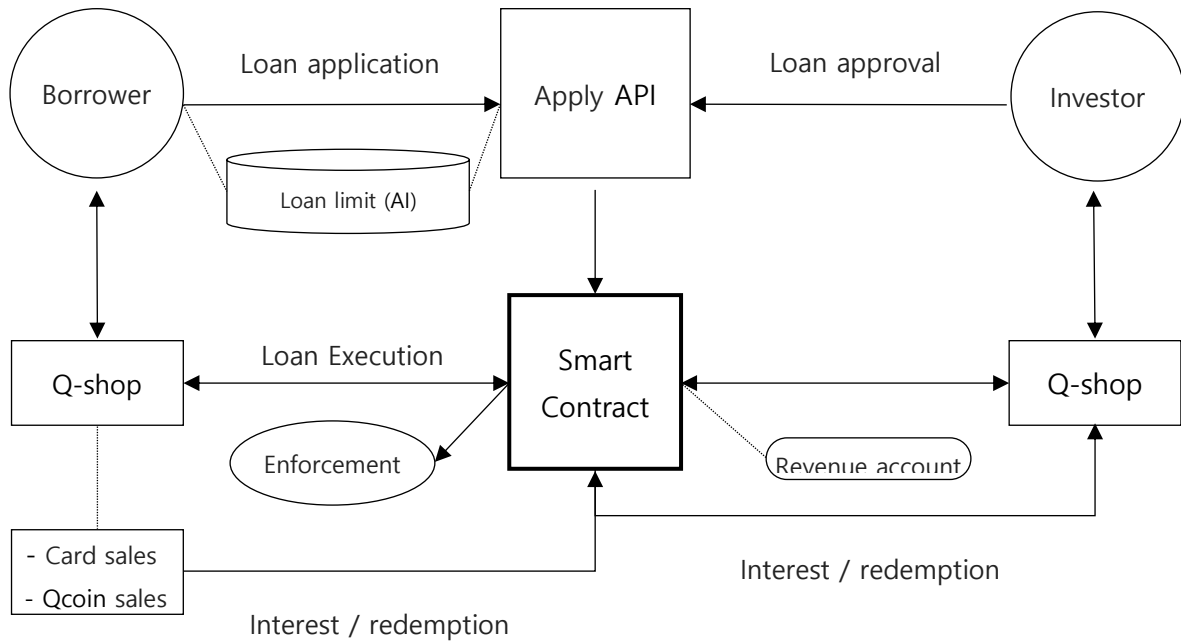 Loan application
Loan approval
Borrower
Apply API
Investor
Loan limit (AI)
Loan Execution
Q-shop
Smart
Contract
Q-shop
Enforcement
Revenue account
- Card sales
- Qcoin sales
Interest / redemption
Interest / redemption